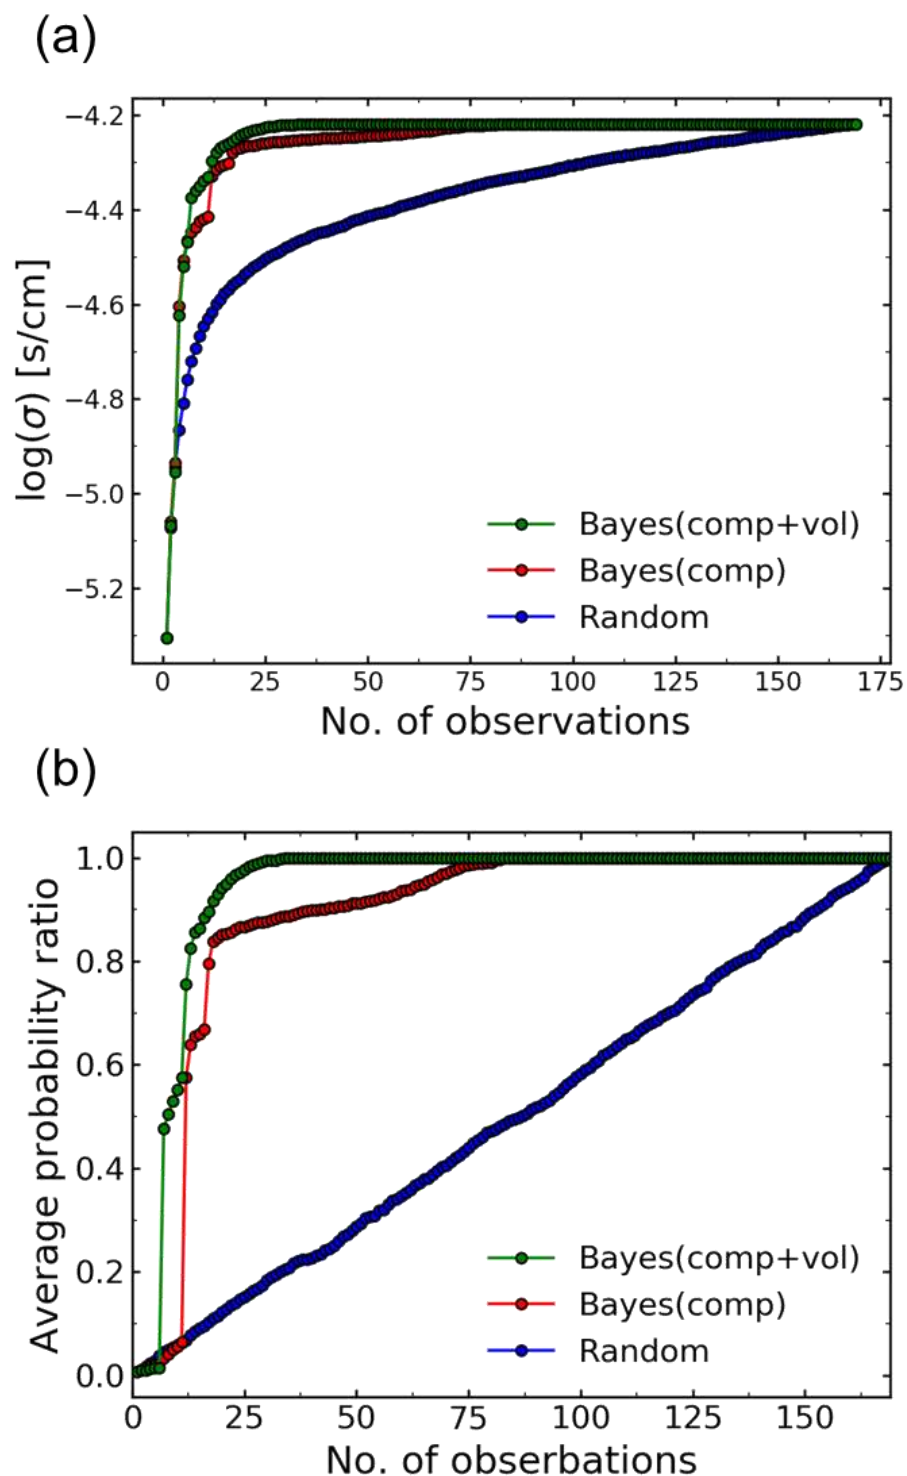 (a)
−4.2
−4.4
−4.6
−4.8
−5.0
−5.2
log(σ) [s/cm]
Bayes(comp+vol)
Bayes(comp)
Random
0 25 50 75 100 125 150 175
No. of observations
(b)
1.0
0.8
0.6
0.4
0.2
0.0
Average probability ratio
Bayes(comp+vol)
Bayes(comp)
Random
0 25 50 75 100 125 150
No. of obserbations